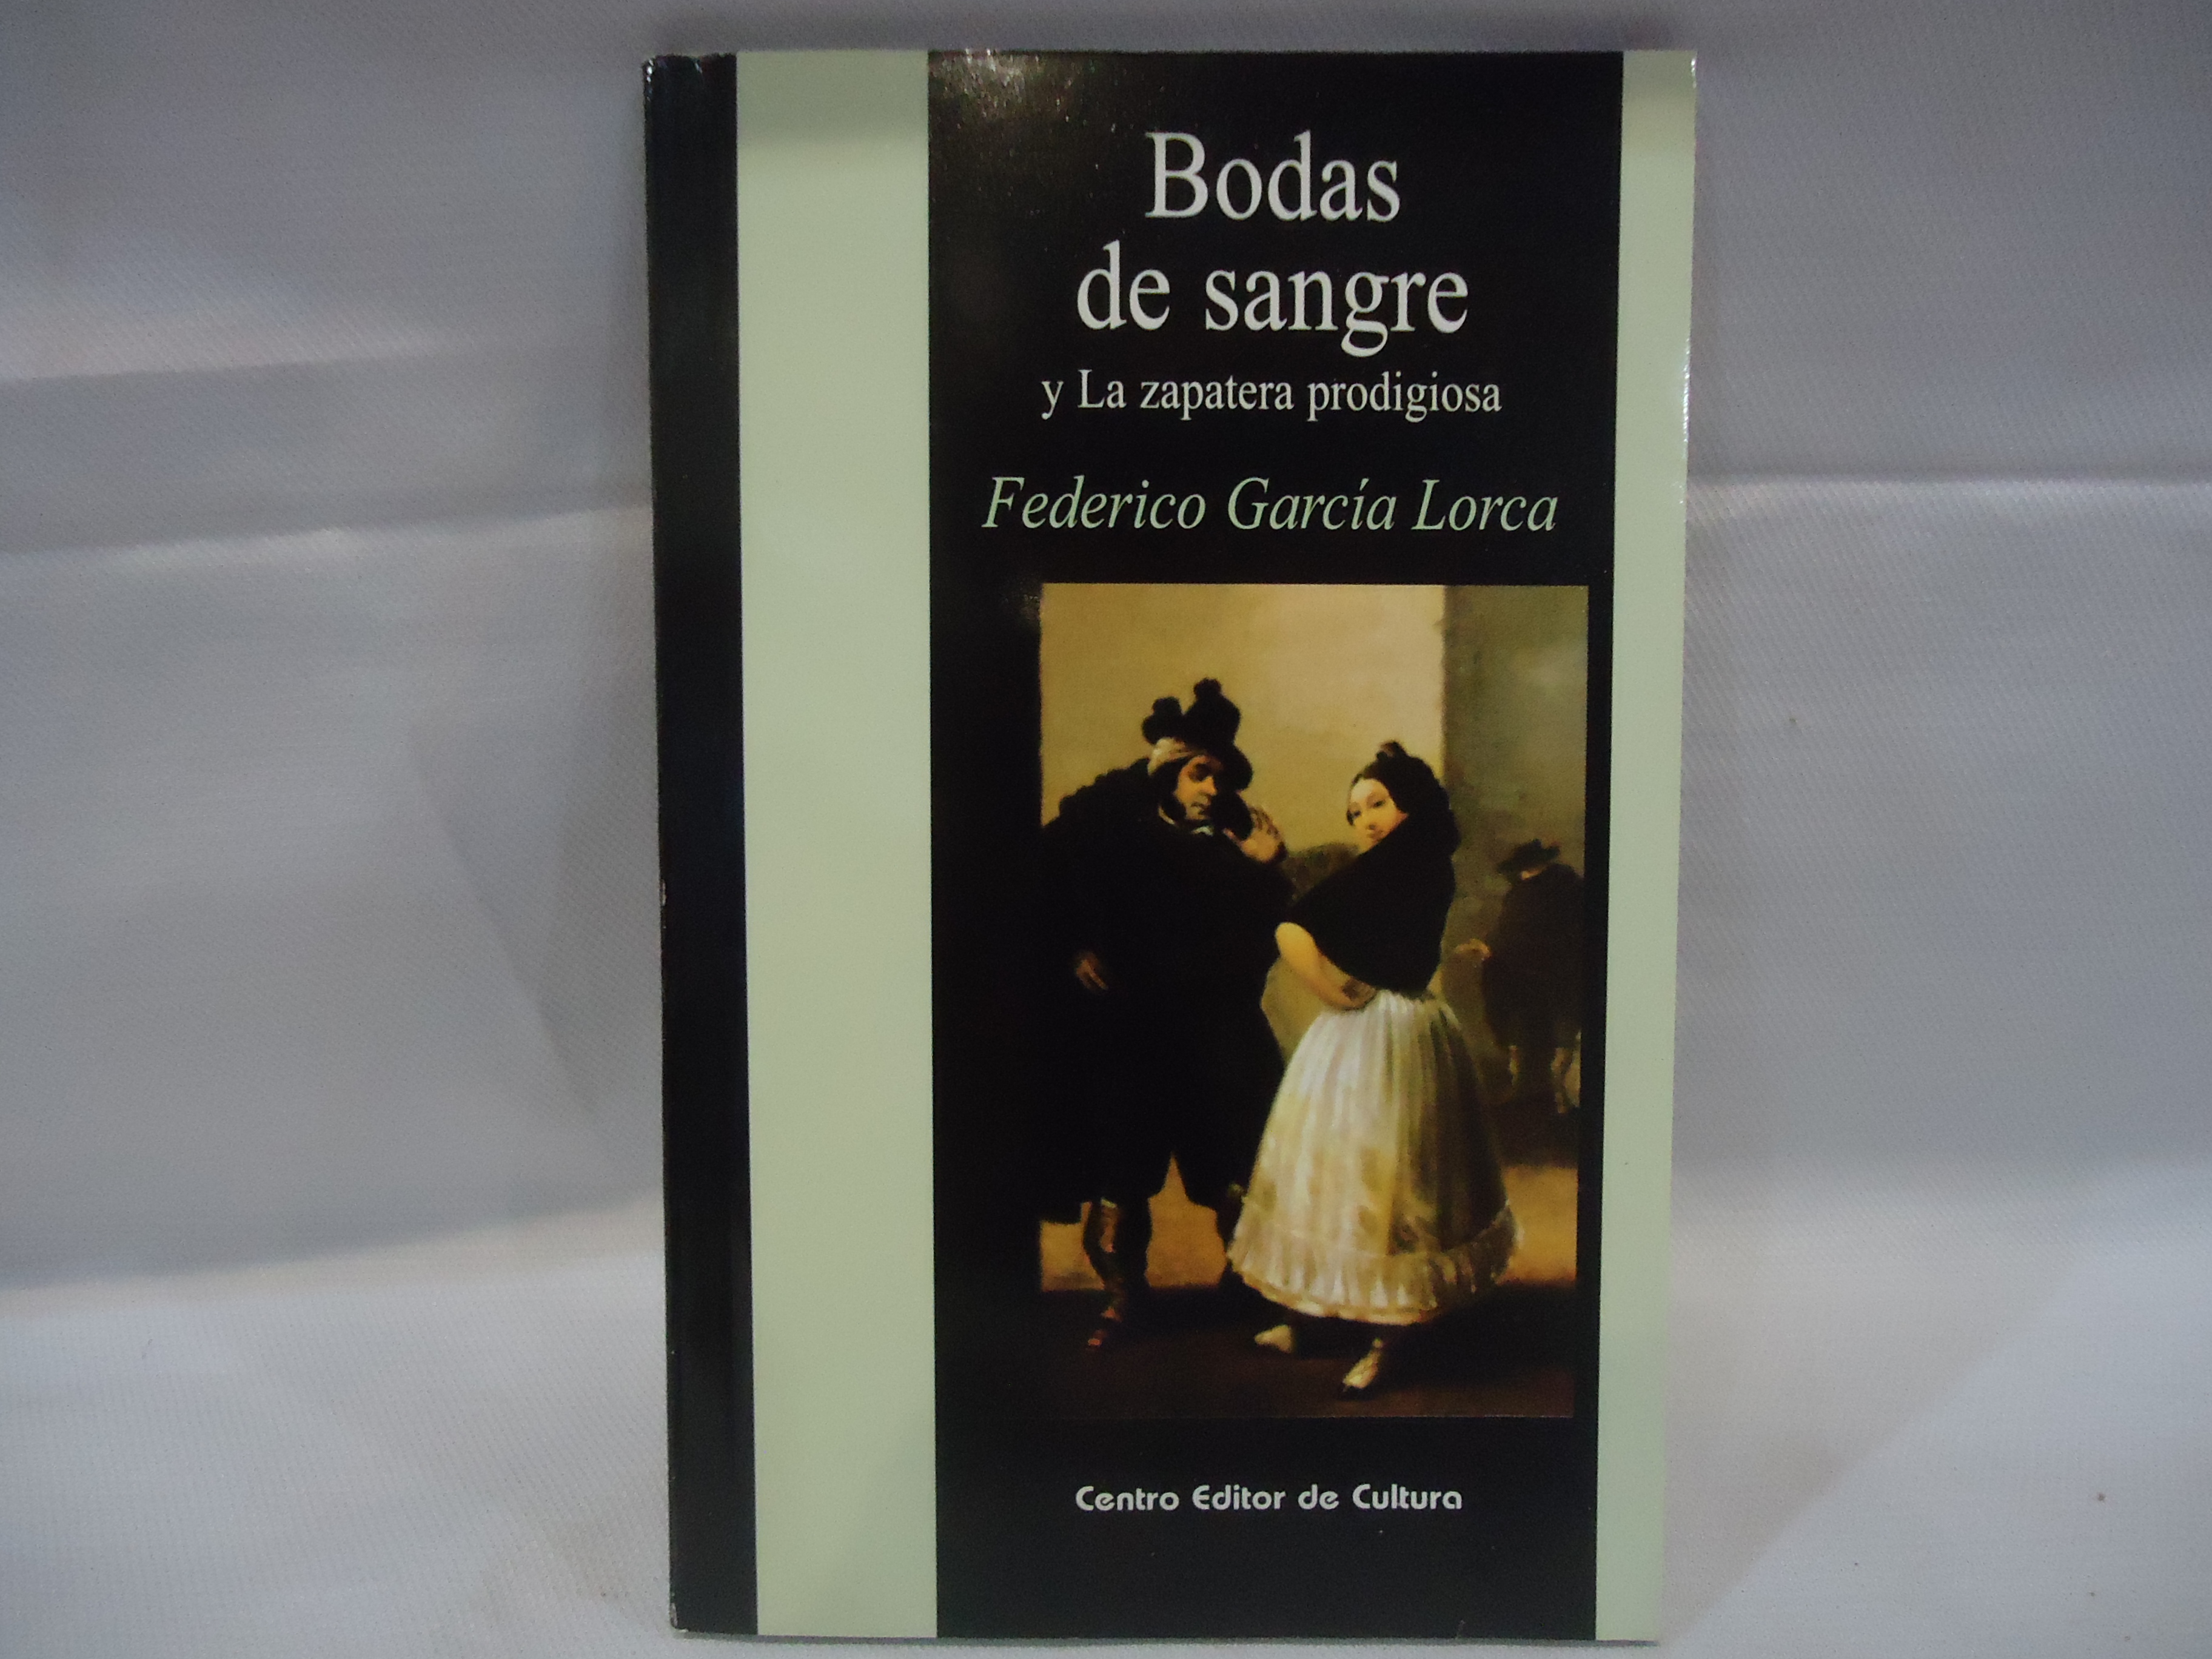 Bodas
de sangre
y La zapatera prodigiosa
Federico García Lorca
Centro Editor de Cultura